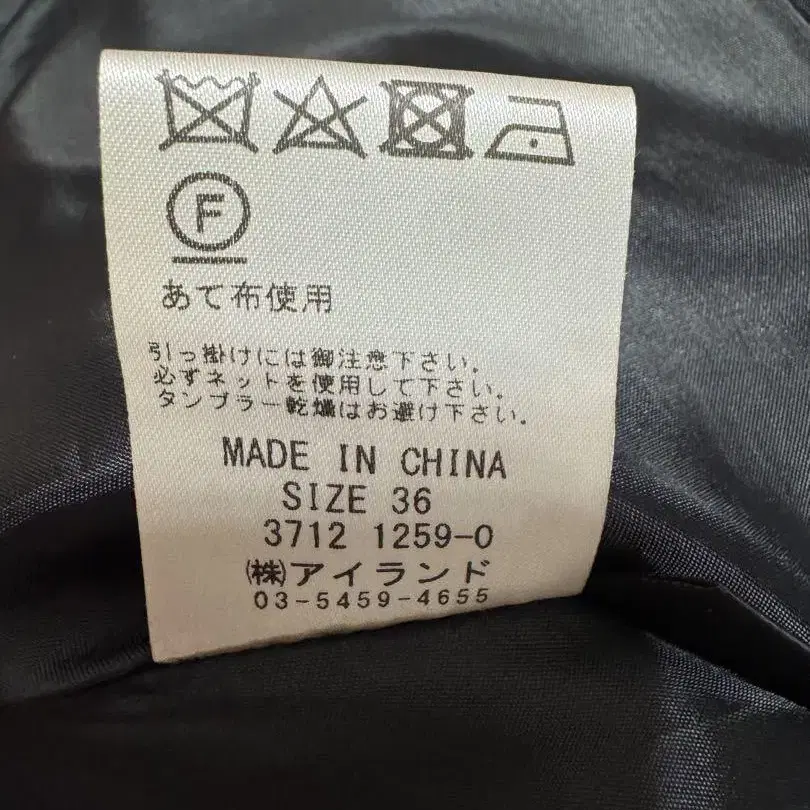 F
あて布使用
引っ掛けには御注意下さい。
必ずネットを使用して下さい。
タンブラー乾燥はお避け下さい。
MADE IN CHINA
SIZE 36
3712 1259-0
㈱アイランド
03-5459-4655